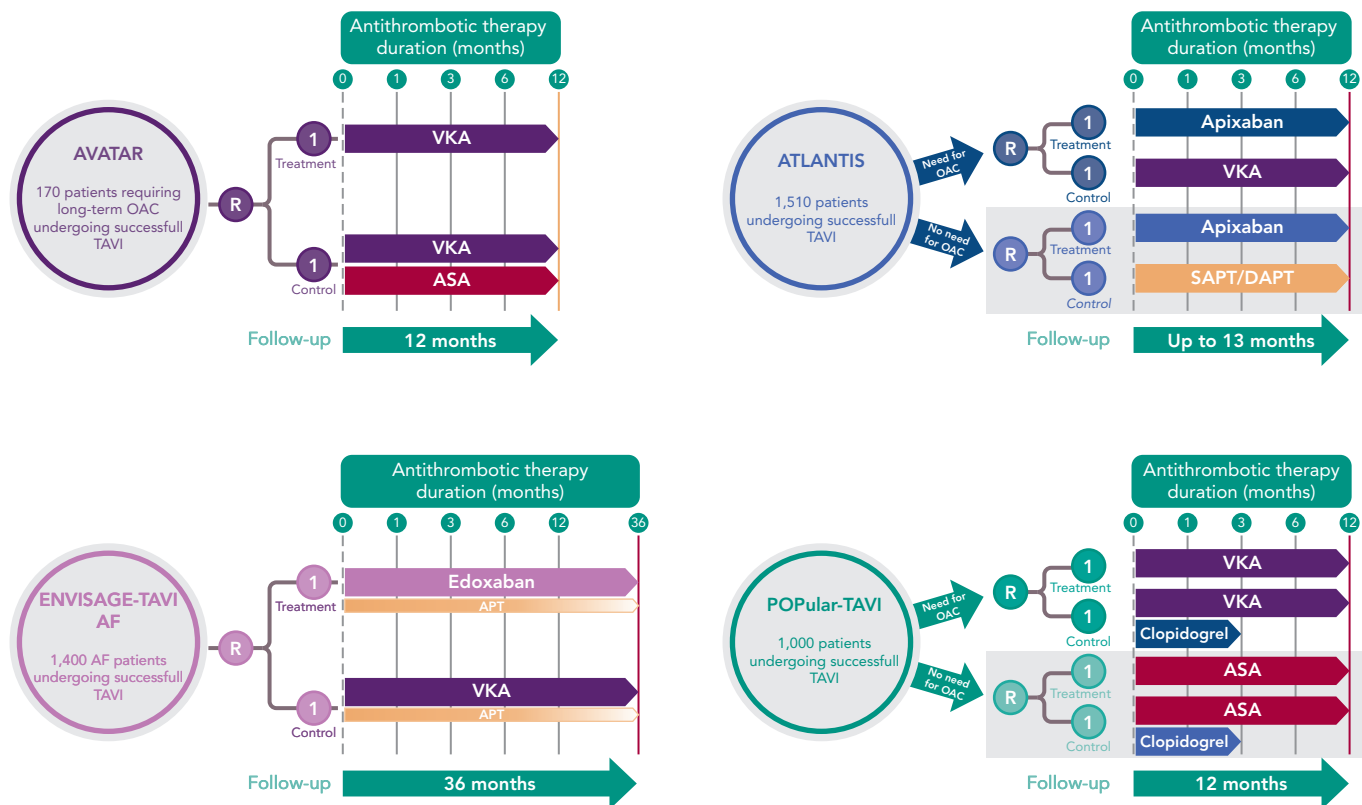 Antithrombotic therapy
duration (months)
0 1 3 6 12
AVATAR
170 patients requiring
long-term OAC
undergoing successfull
TAVI
R
1
Treatment
VKA
1
Control
VKA
ASA
Follow-up
12 months
Antithrombotic therapy
duration (months)
0 1 3 6 12
ATLANTIS
1,510 patients
undergoing successfull
TAVI
Need for
OAC
R
1
Treatment
Apixaban
1
Control
VKA
No need
for OAC
R
1
Treatment
Apixaban
1
Control
SAPT/DAPT
Follow-up
Up to 13 months
Antithrombotic therapy
duration (months)
0 1 3 6 12 36
ENVISAGE-TAVI
AF
1,400 AF patients
undergoing successfull
TAVI
R
1
Treatment
Edoxaban
APT
1
Control
VKA
APT
Follow-up
36 months
Antithrombotic therapy
duration (months)
0 1 3 6 12
POPular-TAVI
1,000 patients
undergoing successfull
TAVI
Need for
OAC
R
1
Treatment
VKA
1
Control
VKA
Clopidogrel
No need
for OAC
R
1
Treatment
ASA
1
Control
ASA
Clopidogrel
Follow-up
12 months